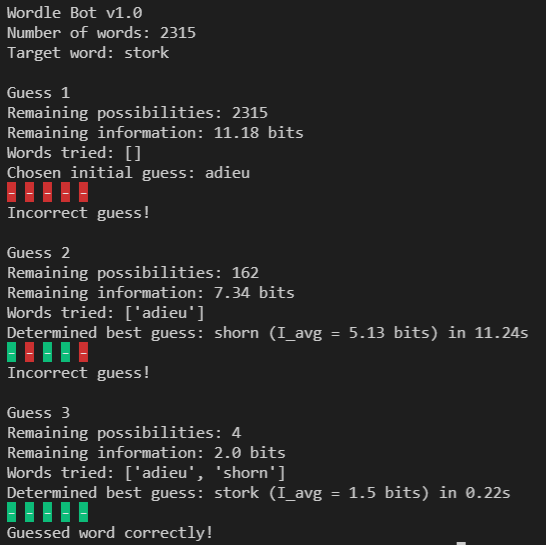 Wordle Bot v1.0
Number of words: 2315
Target word: stork
Guess 1
Remaining possibilities: 2315
Remaining information: 11.18 bits
Words tried: []
Chosen initial guess: adieu
- - - - -
Incorrect guess!
Guess 2
Remaining possibilities: 162
Remaining information: 7.34 bits
Words tried: ['adieu']
Determined best guess: shorn (I_avg = 5.13 bits) in 11.24s
- - - - -
Incorrect guess!
Guess 3
Remaining possibilities: 4
Remaining information: 2.0 bits
Words tried: ['adieu', 'shorn']
Determined best guess: stork (I_avg = 1.5 bits) in 0.22s
- - - - -
Guessed word correctly!